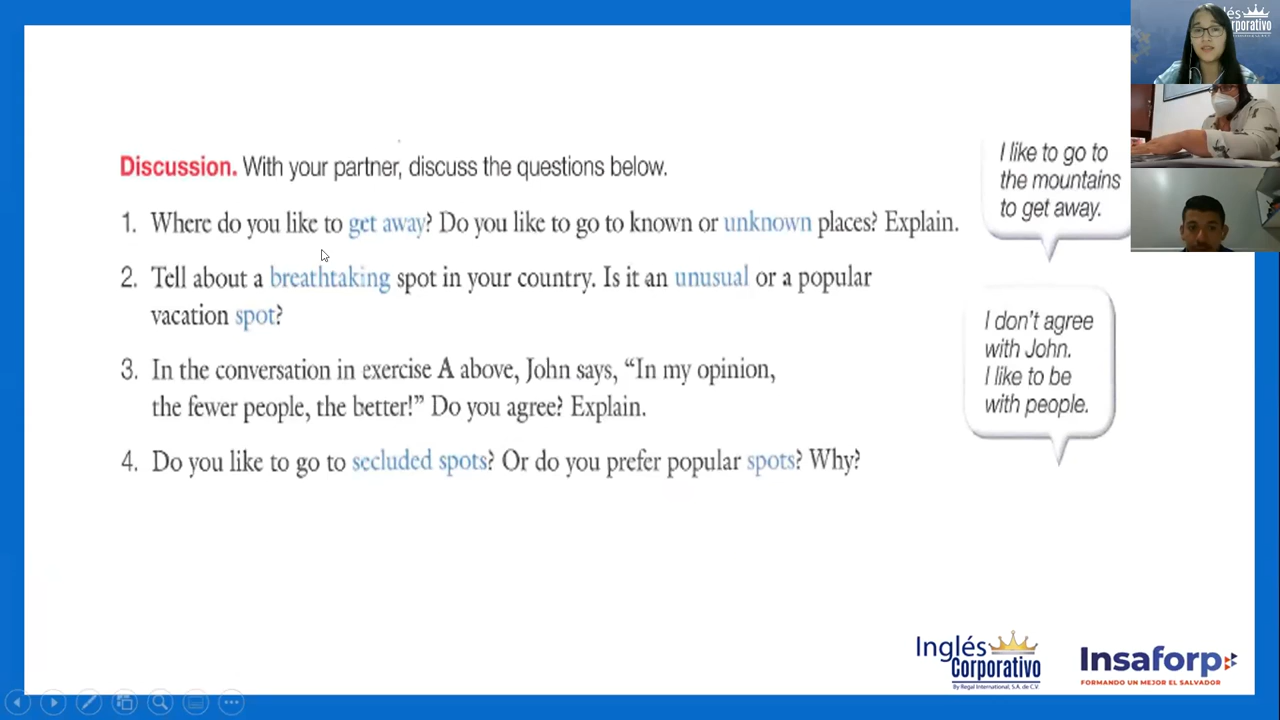 Discussion. With your partner, discuss the questions below.
1. Where do you like to get away? Do you like to go to known or unknown places? Explain.
2. Tell about a breathtaking spot in your country. Is it an unusual or a popular
vacation spot?
3. In the conversation in exercise A above, John says, “In my opinion,
the fewer people, the better!” Do you agree? Explain.
4. Do you like to go to secluded spots? Or do you prefer popular spots? Why?
I like to go to
the mountains
to get away.
I don't agree
with John.
I like to be
with people.
Inglés
Corporativo
By Regal International, S.A. de C.V.
Insaforp
FORMANDO UN MEJOR EL SALVADOR